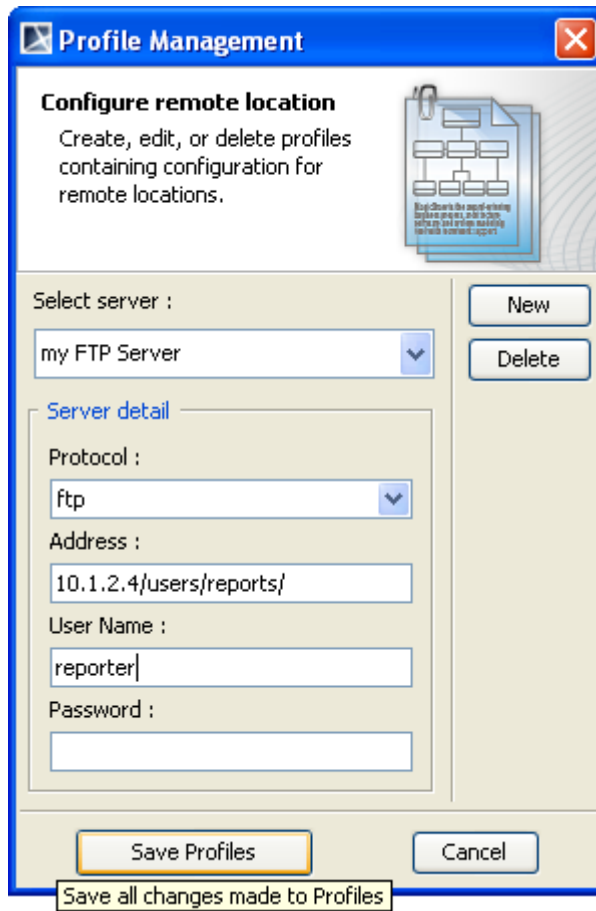 Profile Management
Configure remote location
Create, edit, or delete profiles
containing configuration for
remote locations.
Select server :
New
my FTP Server
Delete
Server detail
Protocol :
ftp
Address :
10.1.2.4/users/reports/
User Name :
reporter
Password :
Save Profiles
Cancel
Save all changes made to Profiles